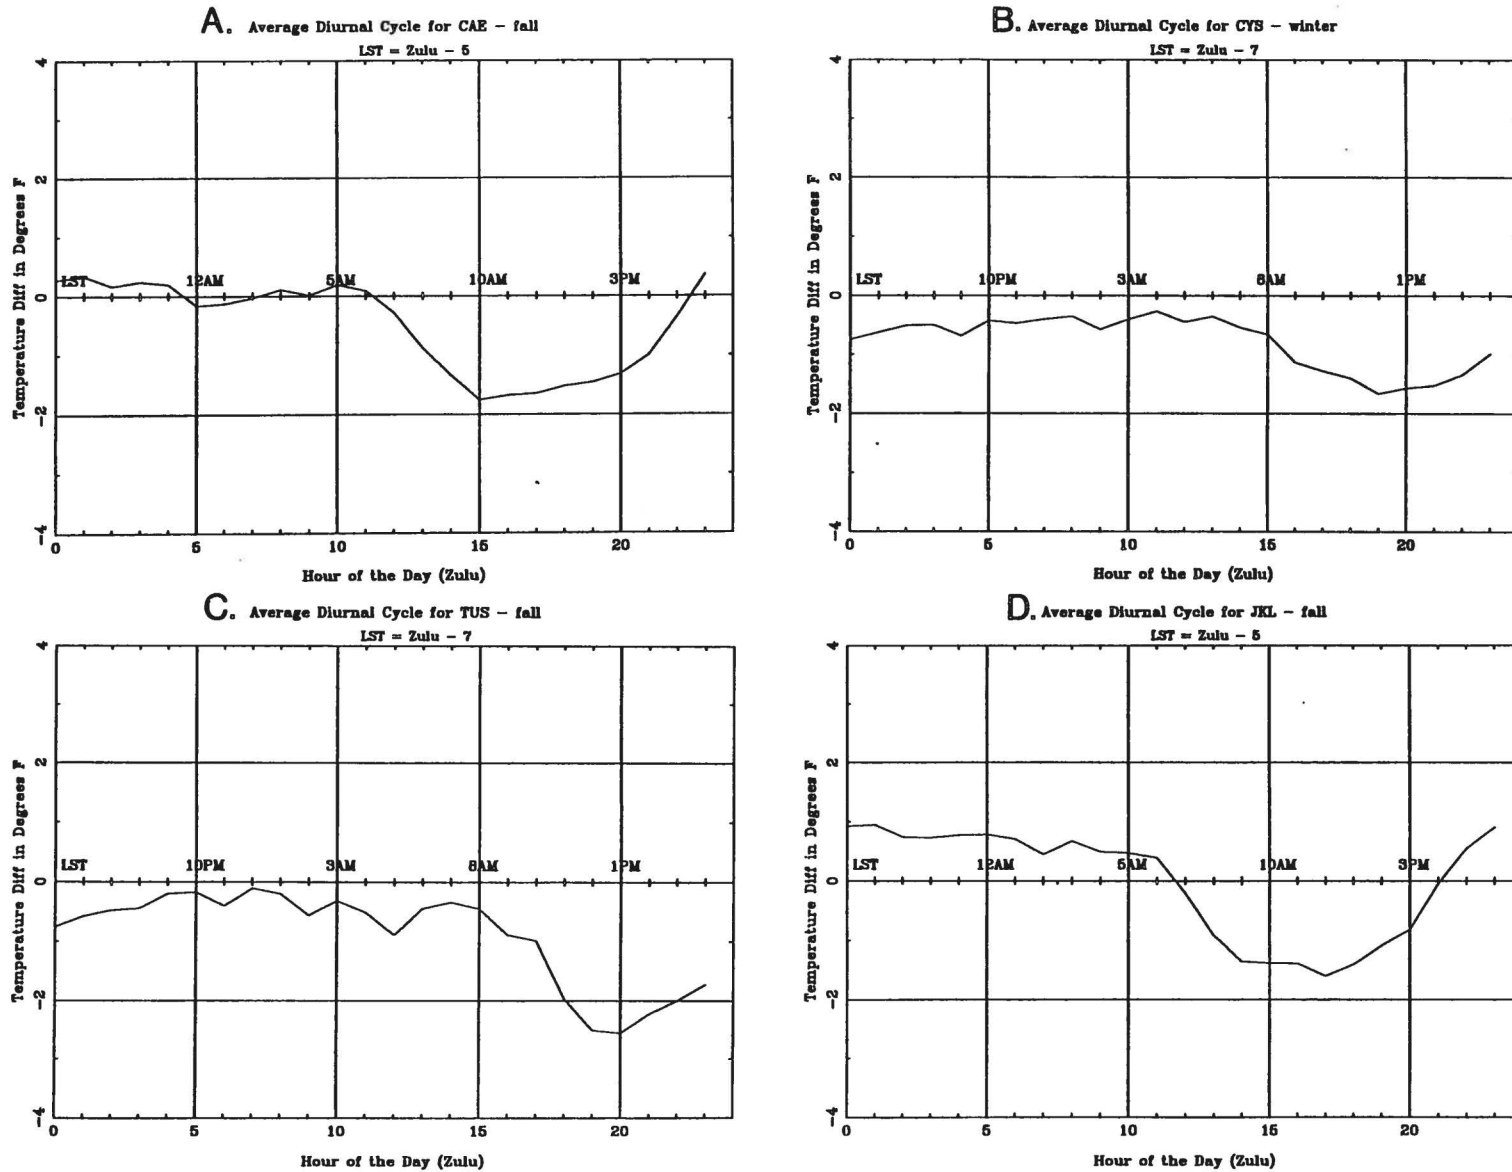 A. Average Diurnal Cycle for CAE - fall
LST = Zulu - 5
Temperature Diff in Degrees F
4
2
0
-2
-4
LST 12AM 5AM 10AM 3PM
0 5 10 15 20
Hour of the Day (Zulu)
B. Average Diurnal Cycle for CYS - winter
LST = Zulu - 7
Temperature Diff in Degrees F
4
2
0
-2
-4
LST 10PM 3AM 8AM 1PM
0 5 10 15 20
Hour of the Day (Zulu)
C. Average Diurnal Cycle for TUS - fall
LST = Zulu - 7
Temperature Diff in Degrees F
4
2
0
-2
-4
LST 10PM 3AM 8AM 1PM
0 5 10 15 20
Hour of the Day (Zulu)
D. Average Diurnal Cycle for JKL - fall
LST = Zulu - 5
Temperature Diff in Degrees F
4
2
0
-2
-4
LST 12AM 5AM 10AM 3PM
0 5 10 15 20
Hour of the Day (Zulu)